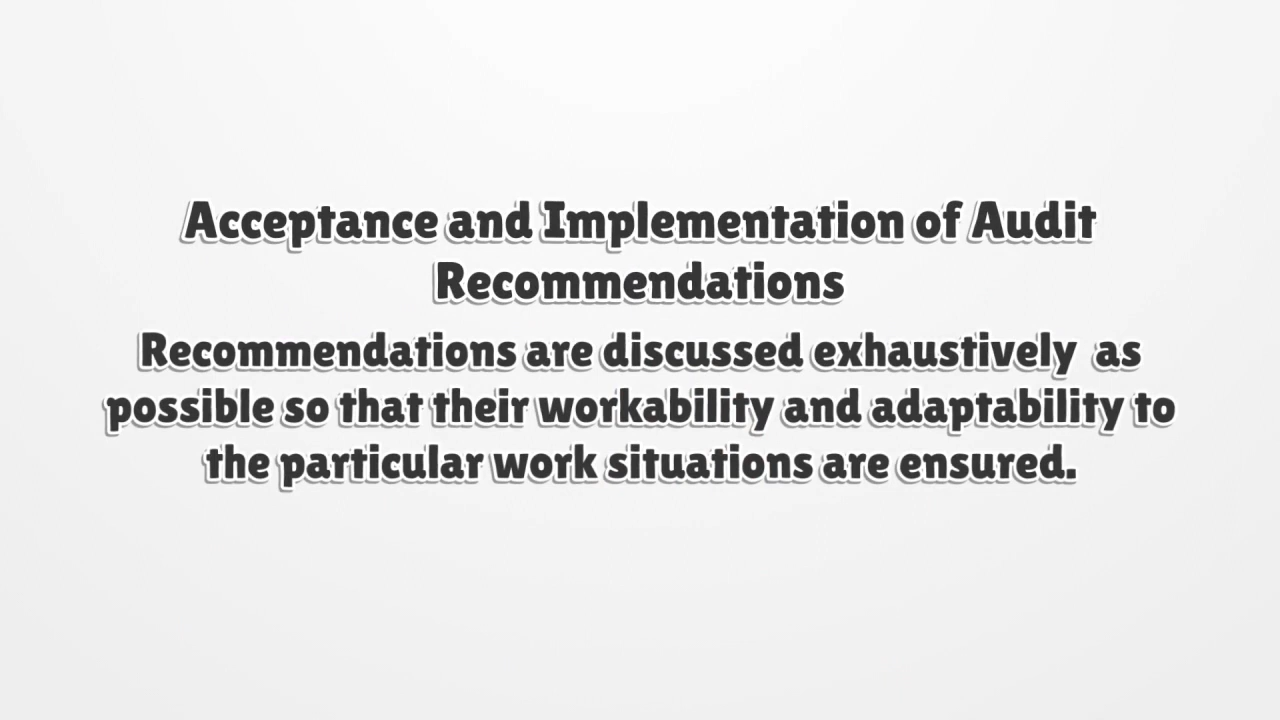 Acceptance and Implementation of Audit
Recommendations
Recommendations are discussed exhaustively  as
possible so that their workability and adaptability to
the particular work situations are ensured.